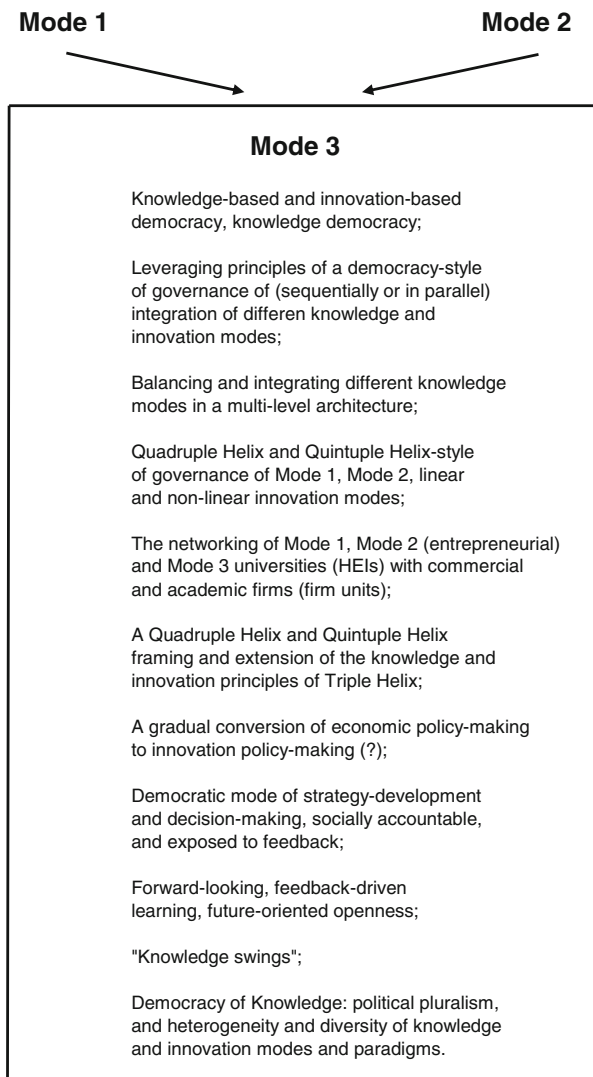 Mode 1
Mode 2
Mode 3
Knowledge-based and innovation-based
democracy, knowledge democracy;
Leveraging principles of a democracy-style
of governance of (sequentially or in parallel)
integration of differen knowledge and
innovation modes;
Balancing and integrating different knowledge
modes in a multi-level architecture;
Quadruple Helix and Quintuple Helix-style
of governance of Mode 1, Mode 2, linear
and non-linear innovation modes;
The networking of Mode 1, Mode 2 (entrepreneurial)
and Mode 3 universities (HEIs) with commercial
and academic firms (firm units);
A Quadruple Helix and Quintuple Helix
framing and extension of the knowledge and
innovation principles of Triple Helix;
A gradual conversion of economic policy-making
to innovation policy-making (?);
Democratic mode of strategy-development
and decision-making, socially accountable,
and exposed to feedback;
Forward-looking, feedback-driven
learning, future-oriented openness;
"Knowledge swings";
Democracy of Knowledge: political pluralism,
and heterogeneity and diversity of knowledge
and innovation modes and paradigms.